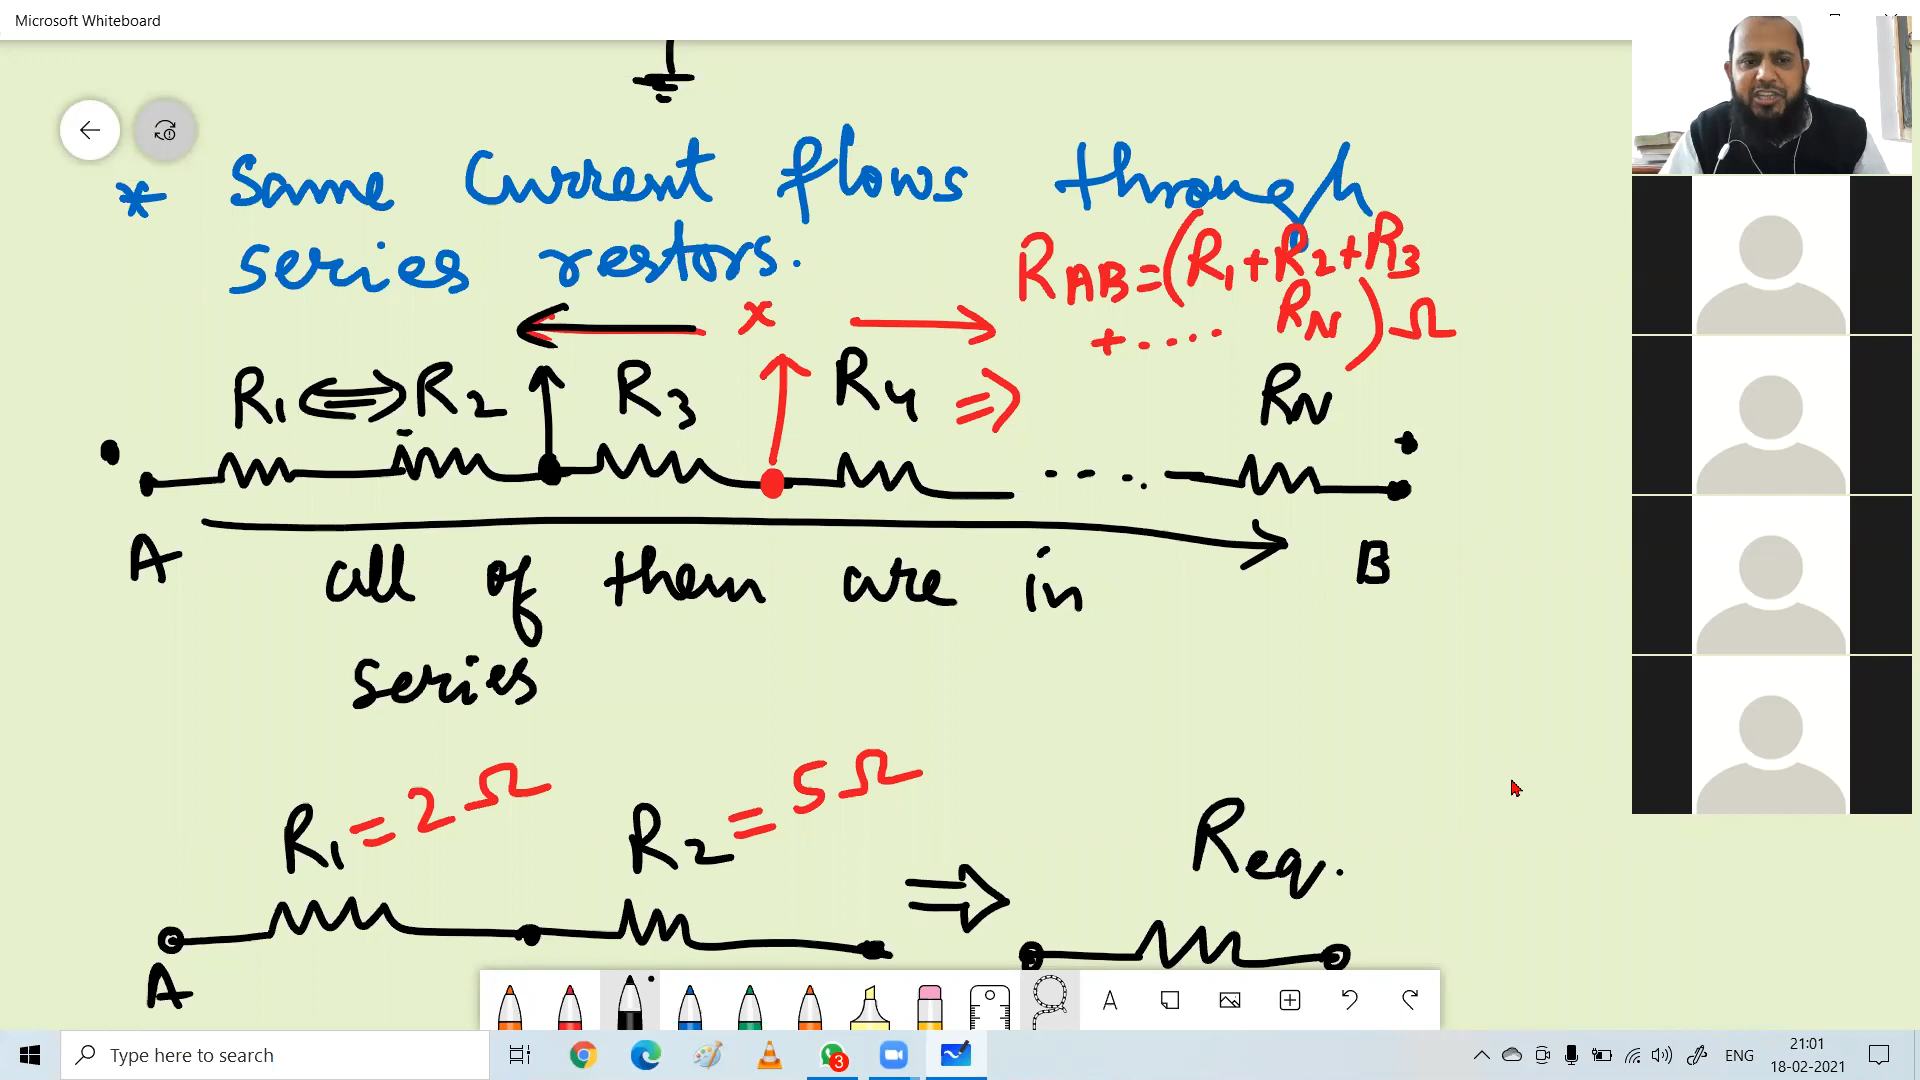 Microsoft Whiteboard
* Same Current flows through
series restors.
RAB=(R1+R2+R3
+.... RN)Ω
x
R1 ⇔ R2 R3 R4 ⇒ RN
....
A B
all of them are in
series
R1=2Ω R2=5Ω ⇒ Req.
A
A
Type here to search
3
ENG
21:01
18-02-2021